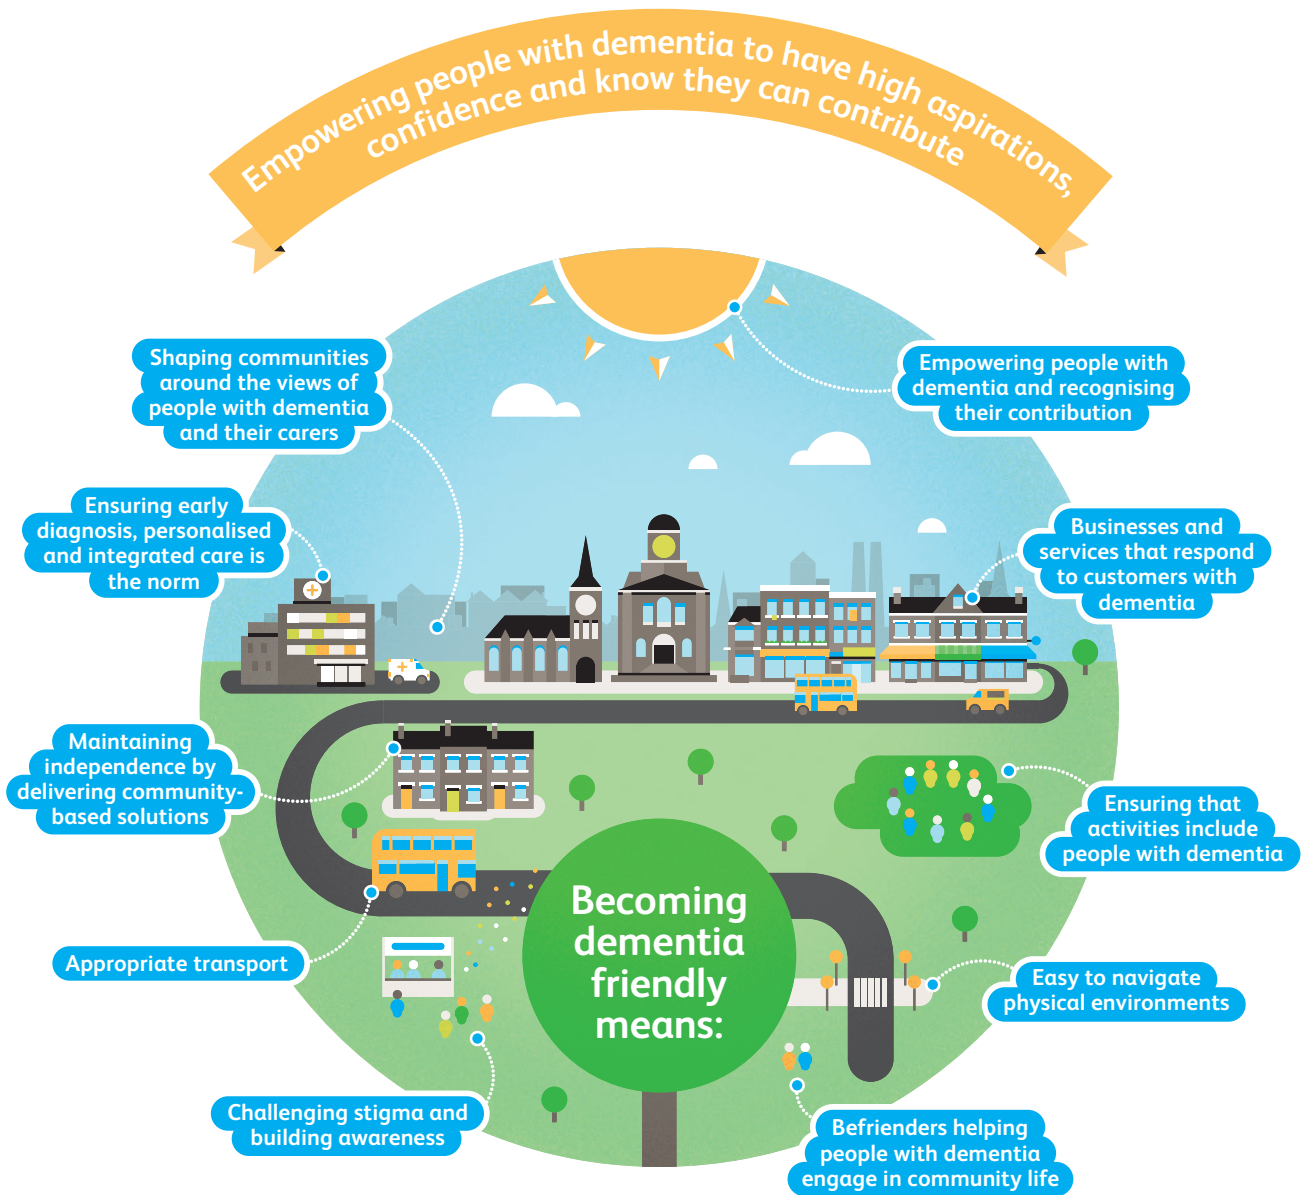 Empowering people with dementia to have high aspirations,
confidence and know they can contribute
Shaping communities
around the views of
people with dementia
and their carers
Empowering people with
dementia and recognising
their contribution
Ensuring early
diagnosis, personalised
and integrated care is
the norm
Businesses and
services that respond
to customers with
dementia
Maintaining
independence by
delivering community-
based solutions
Ensuring that
activities include
people with dementia
Becoming
dementia
friendly
means:
Appropriate transport
Easy to navigate
physical environments
Challenging stigma and
building awareness
Befrienders helping
people with dementia
engage in community life